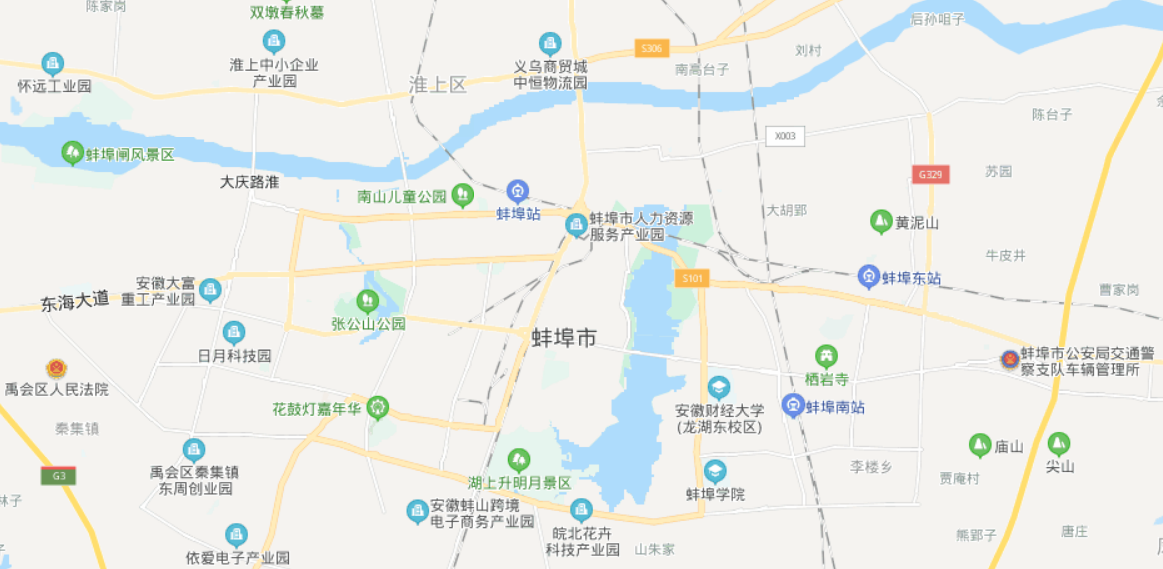 陈家岗
双墩春秋墓
后孙咀子
淮上中小企业
产业园
义乌商贸城
中恒物流园
S306
刘村
怀远工业园
淮上区
南高台子
陈台子
X003
蚌埠闸风景区
大庆路淮
G329
苏园
南山儿童公园
蚌埠站
蚌埠市人力资源
服务产业园
大胡郢
黄泥山
牛皮井
安徽大富
重工产业园
S101
蚌埠东站
曹家岗
东海大道
张公山公园
蚌埠市
日月科技园
蚌埠市公安局交通警
察支队车辆管理所
栖岩寺
禹会区人民法院
花鼓灯嘉年华
安徽财经大学
(龙湖东校区)
蚌埠南站
秦集镇
庙山
尖山
G3
禹会区秦集镇
东周创业园
湖上升明月景区
蚌埠学院
李楼乡
贾庵村
林子
安徽蚌山跨境
电子商务产业园
皖北花卉
科技产业园
山朱家
熊郢子
唐庄
依爱电子产业园